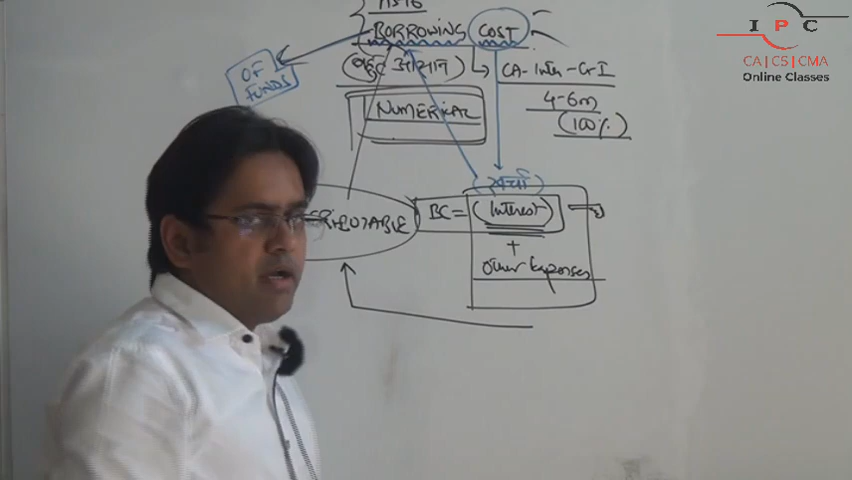 AS-16
BORROWING COST
OF FUNDS
(बहुत आसान)
CA-Inter-Gr I
NUMERICAL
4-6m
(100%)
(खर्चा)
BC = (Interest)
+
Other Expenses
IPC
CA|CS|CMA
Online Classes